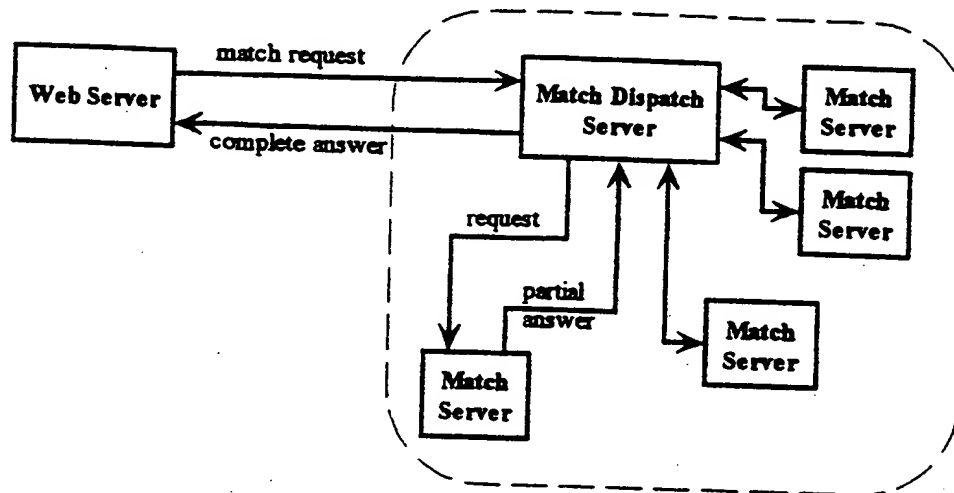 match request
Web Server
Match Dispatch
Server
Match
Server
complete answer
Match
Server
request
partial
answer
Match
Server
Match
Server